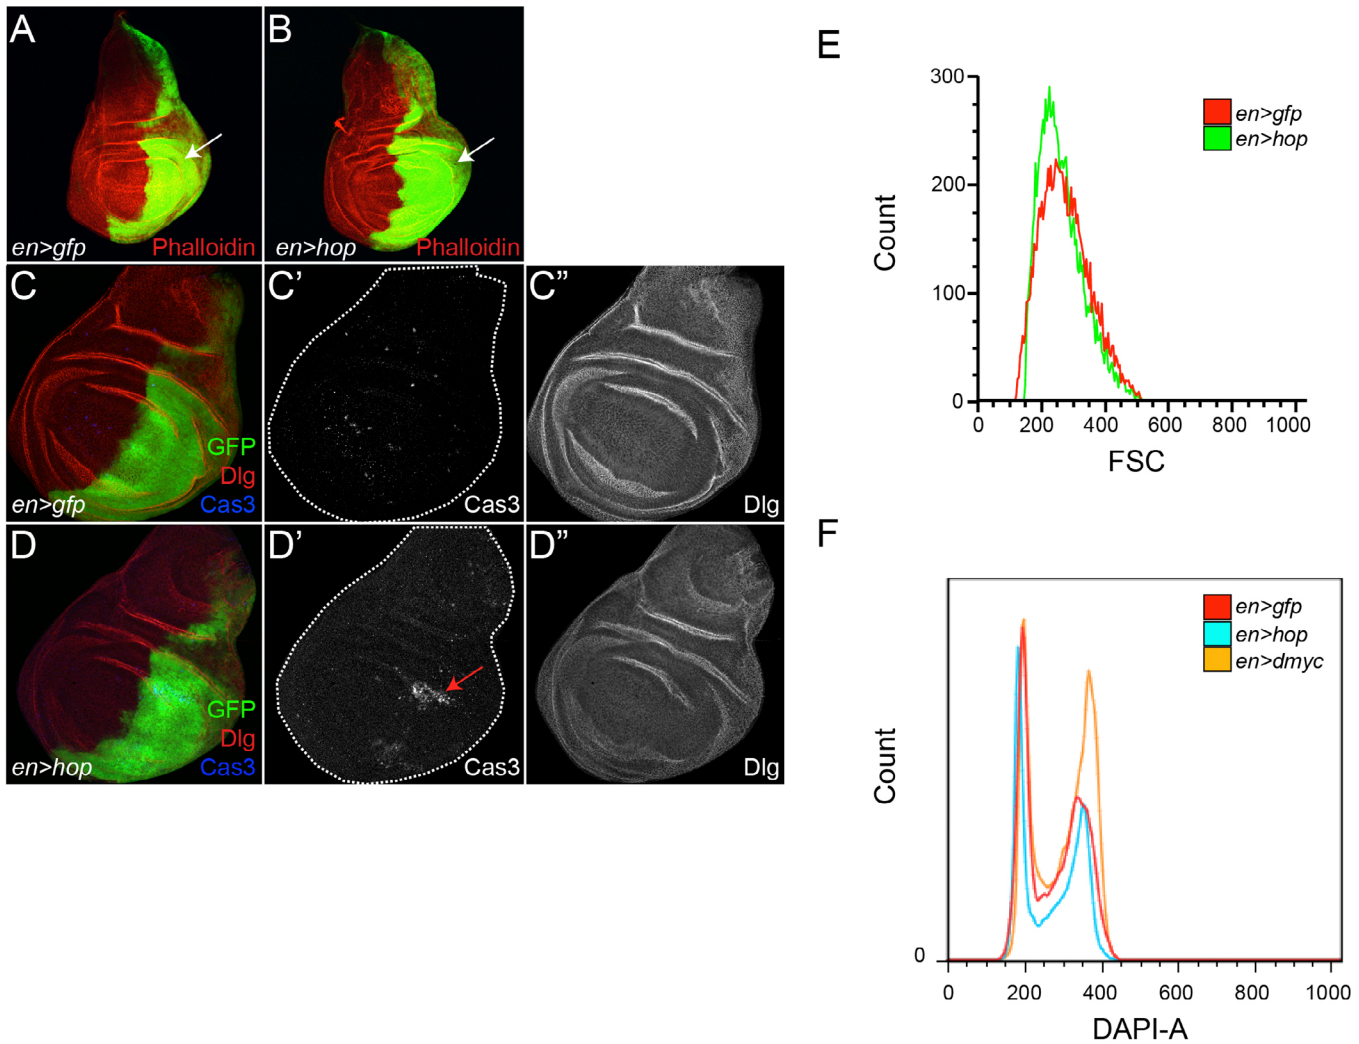 A
en>gfp
Phalloidin
B
en>hop
Phalloidin
C
GFP
Dlg
Cas3
en>gfp
C'
Cas3
C"
Dlg
D
GFP
Dlg
Cas3
en>hop
D'
Cas3
D"
Dlg
E
300
200
100
0
Count
0 200 400 600 800 1000
FSC
en>gfp
en>hop
F
Count
0
0 200 400 600 800 1000
DAPI-A
en>gfp
en>hop
en>dmyc